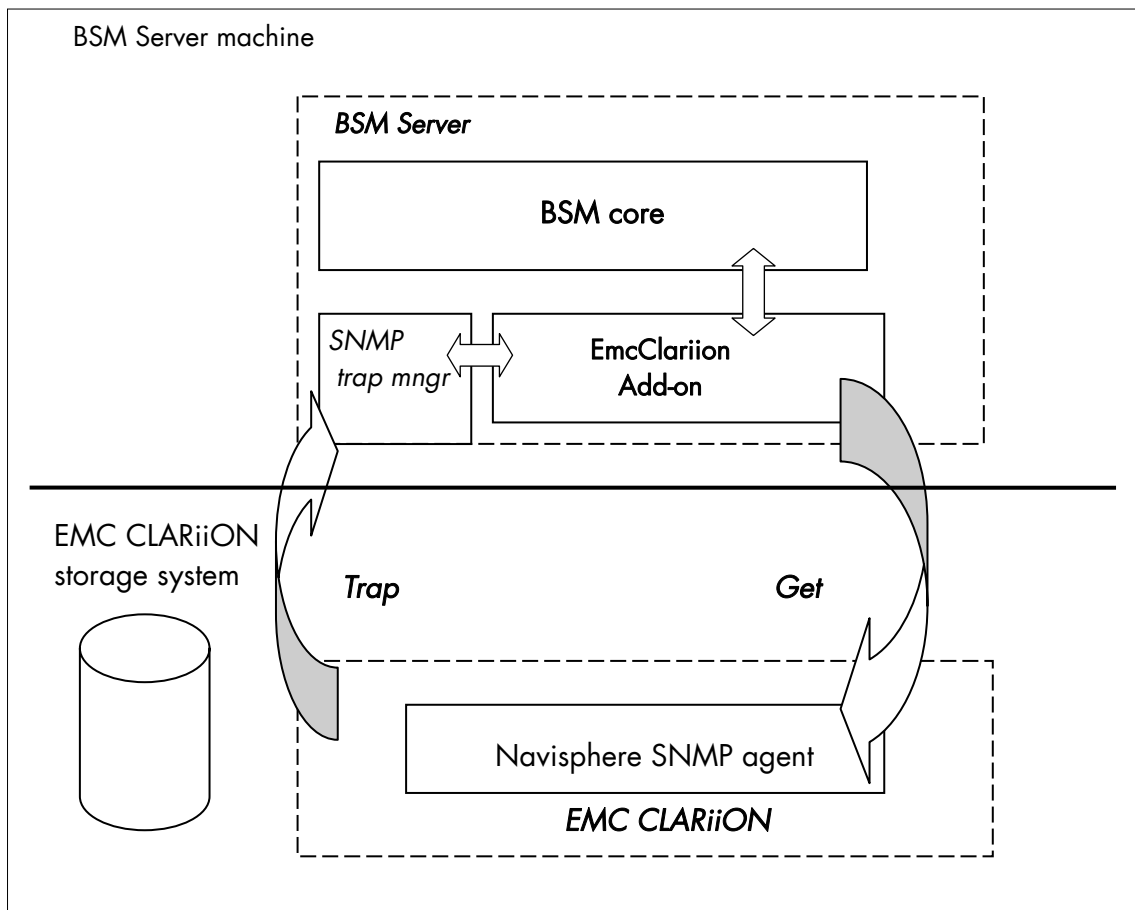 BSM Server machine
BSM Server
BSM core
SNMP
trap mngr
EmcClariion
Add-on
EMC CLARiiON
storage system
Trap
Get
Navisphere SNMP agent
EMC CLARiiON